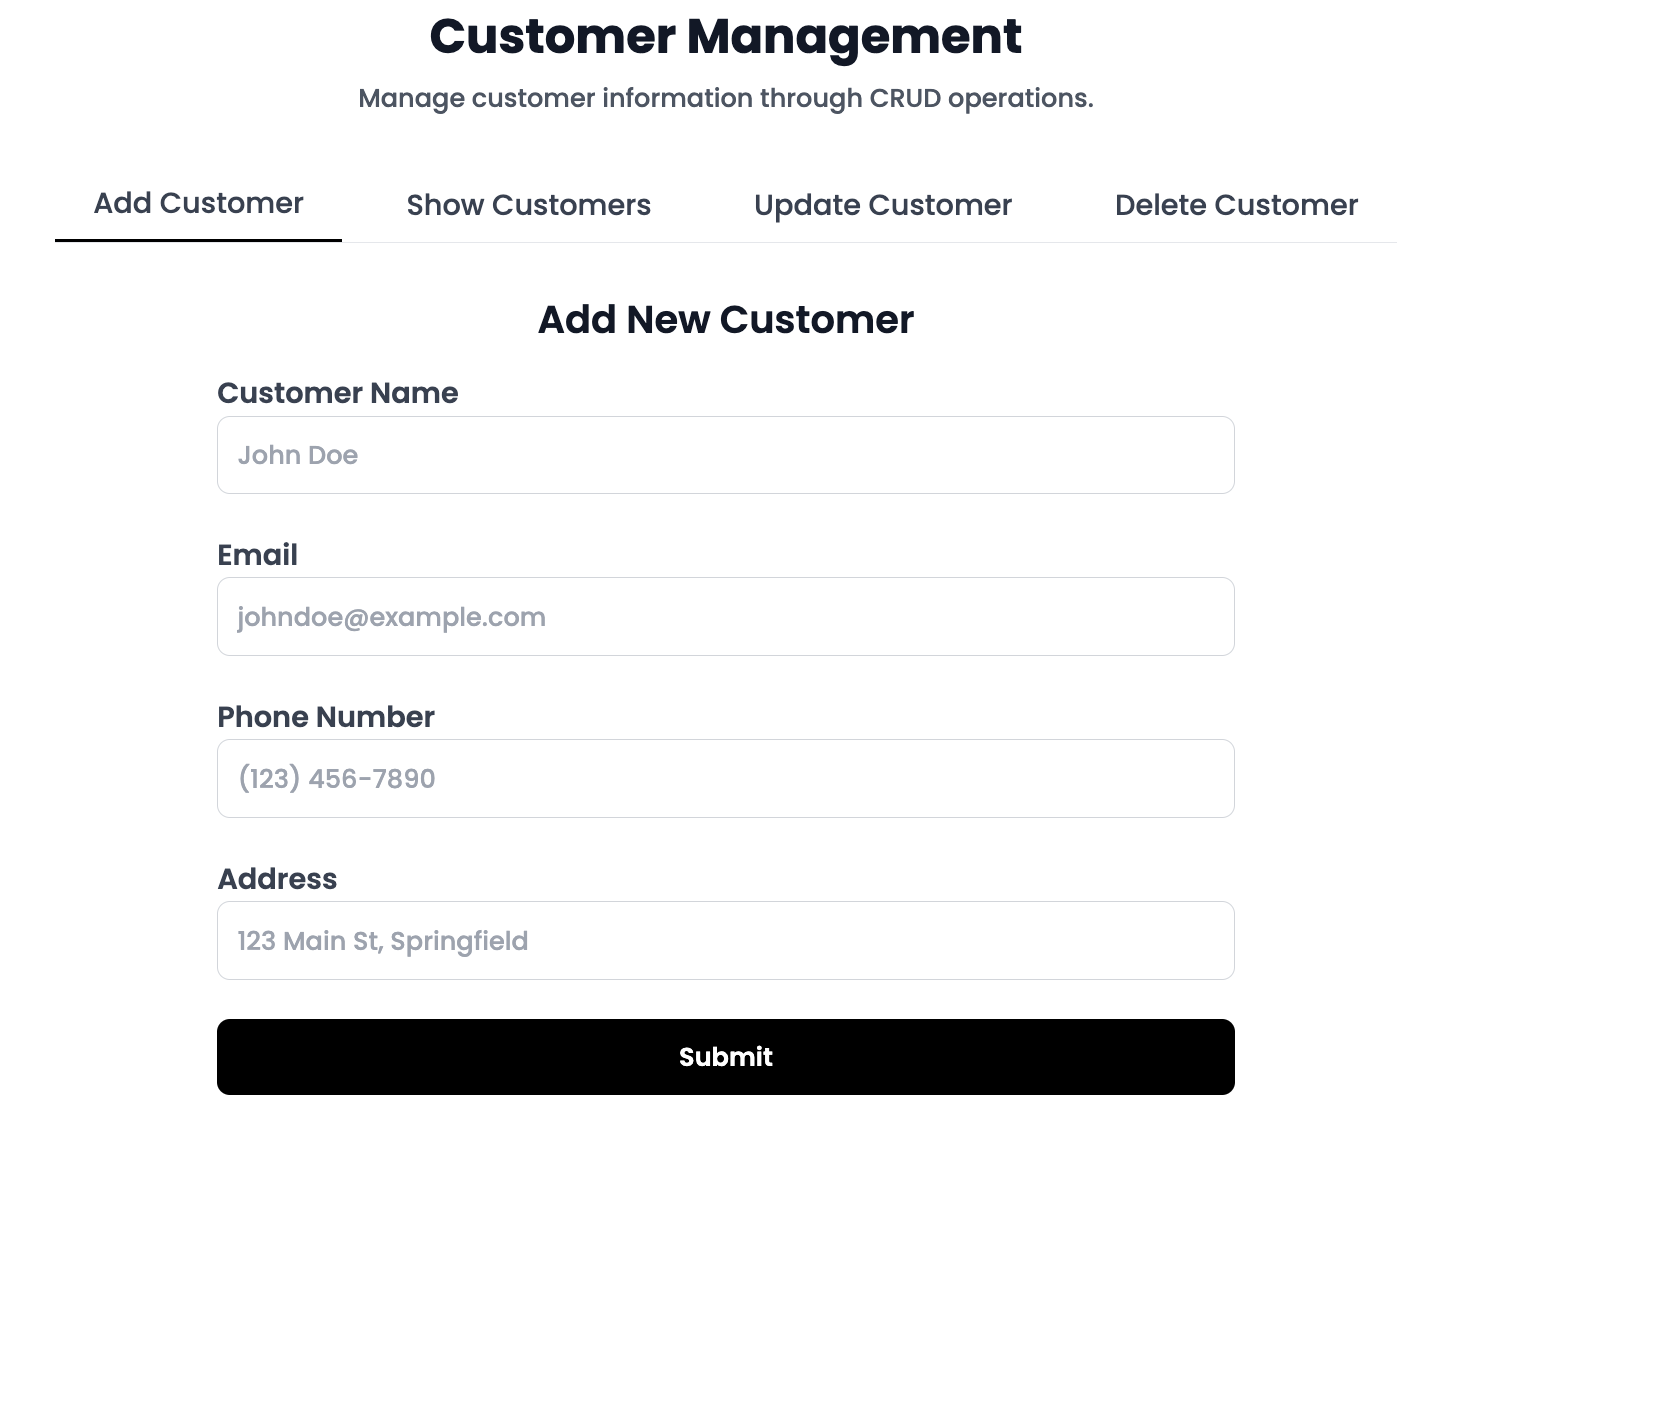 Customer Management
Manage customer information through CRUD operations.
Add Customer
Show Customers
Update Customer
Delete Customer
Add New Customer
Customer Name
John Doe
Email
johndoe@example.com
Phone Number
(123) 456-7890
Address
123 Main St, Springfield
Submit